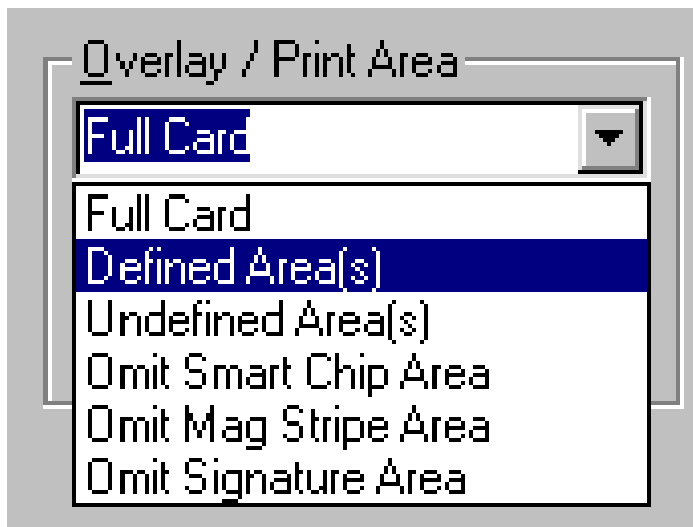 Overlay / Print Area
Full Card
Full Card
Defined Area(s)
Undefined Area(s)
Omit Smart Chip Area
Omit Mag Stripe Area
Omit Signature Area